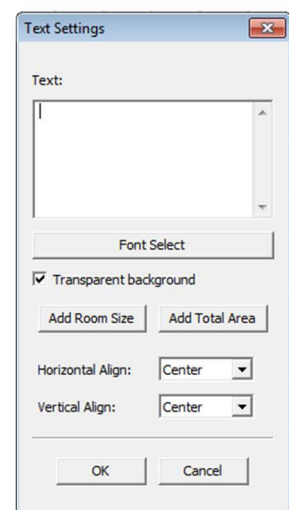 Text Settings
Text:
Font Select
Transparent background
Add Room Size Add Total Area
Horizontal Align: Center
Vertical Align: Center
OK Cancel